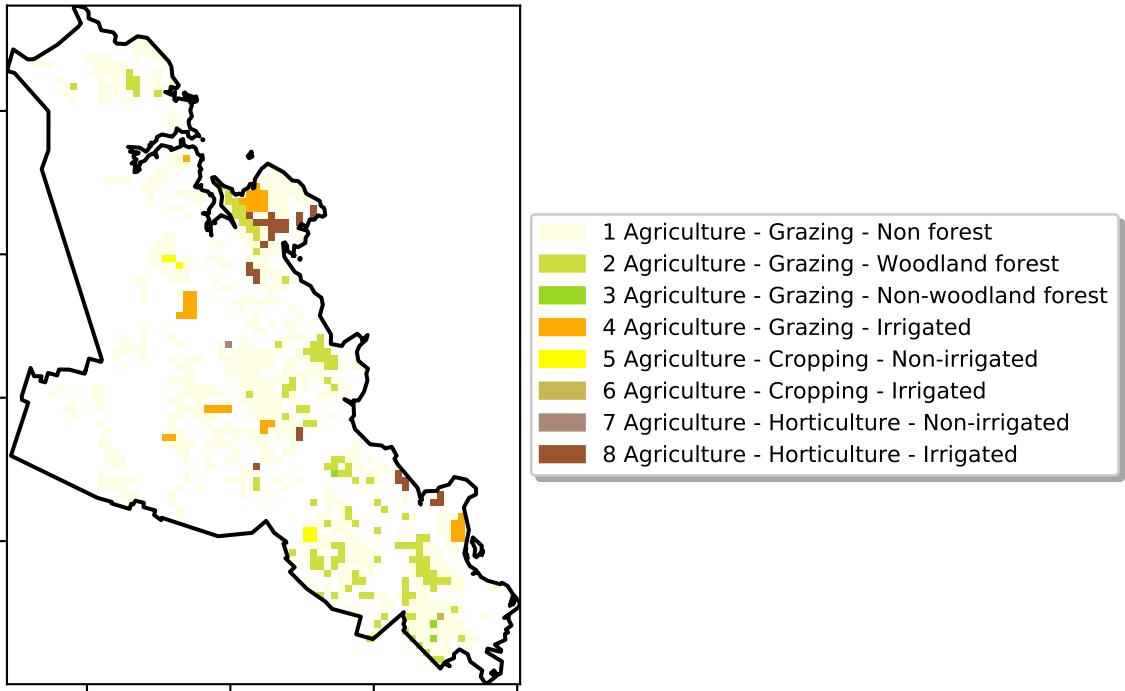 1 Agriculture - Grazing - Non forest
2 Agriculture - Grazing - Woodland forest
3 Agriculture - Grazing - Non-woodland forest
4 Agriculture - Grazing - Irrigated
5 Agriculture - Cropping - Non-irrigated
6 Agriculture - Cropping - Irrigated
7 Agriculture - Horticulture - Non-irrigated
8 Agriculture - Horticulture - Irrigated